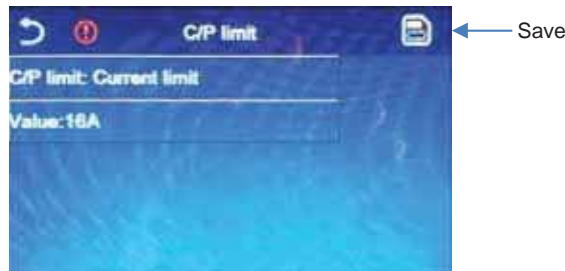 C/P limit
Save
C/P limit: Current limit
Value:16A